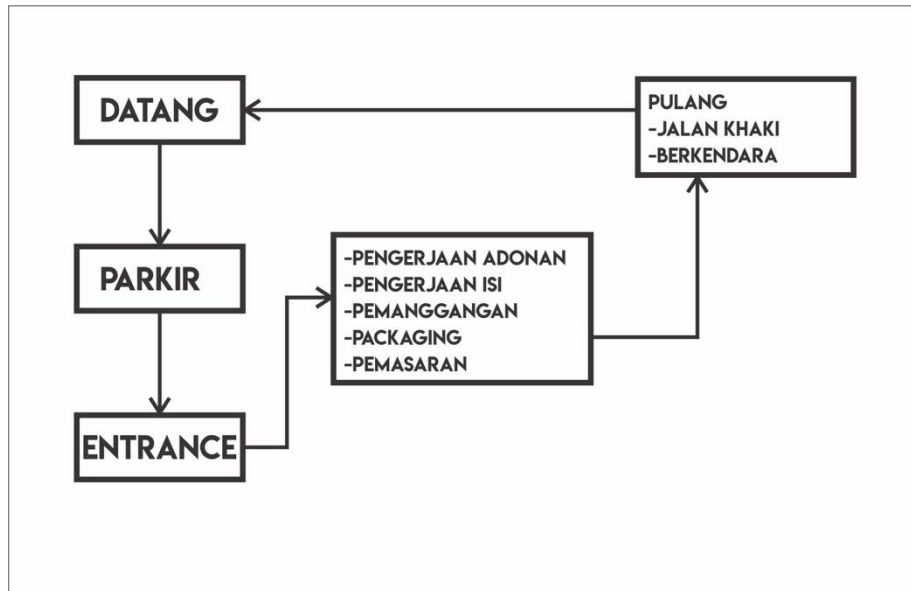 DATANG
PARKIR
ENTRANCE
-PENGERJAAN ADONAN
-PENGERJAAN ISI
-PEMANGGANGAN
-PACKAGING
-PEMASARAN
PULANG
-JALAN KHAKI
-BERKENDARA